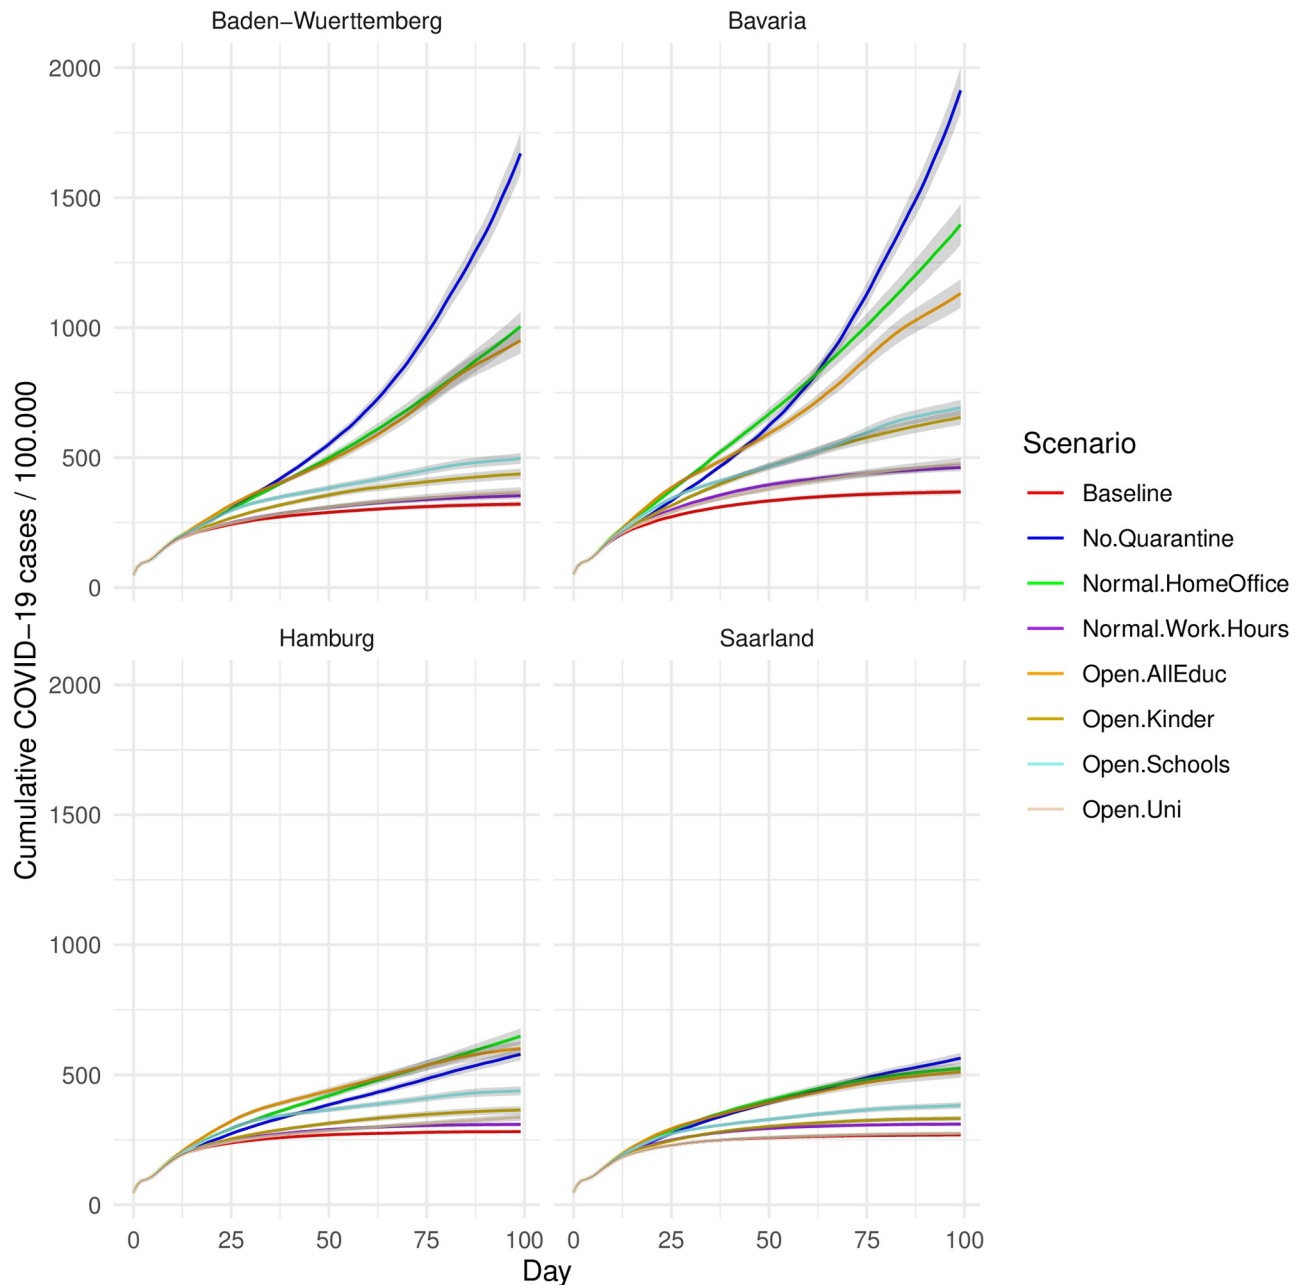 Baden−Wuerttemberg
Bavaria
2000
1500
1000
500
0
Hamburg
Saarland
2000
1500
1000
500
0
0 25 50 75 100
0 25 50 75 100
Day
Cumulative COVID−19 cases / 100.000
Scenario
Baseline
No.Quarantine
Normal.HomeOffice
Normal.Work.Hours
Open.AllEduc
Open.Kinder
Open.Schools
Open.Uni